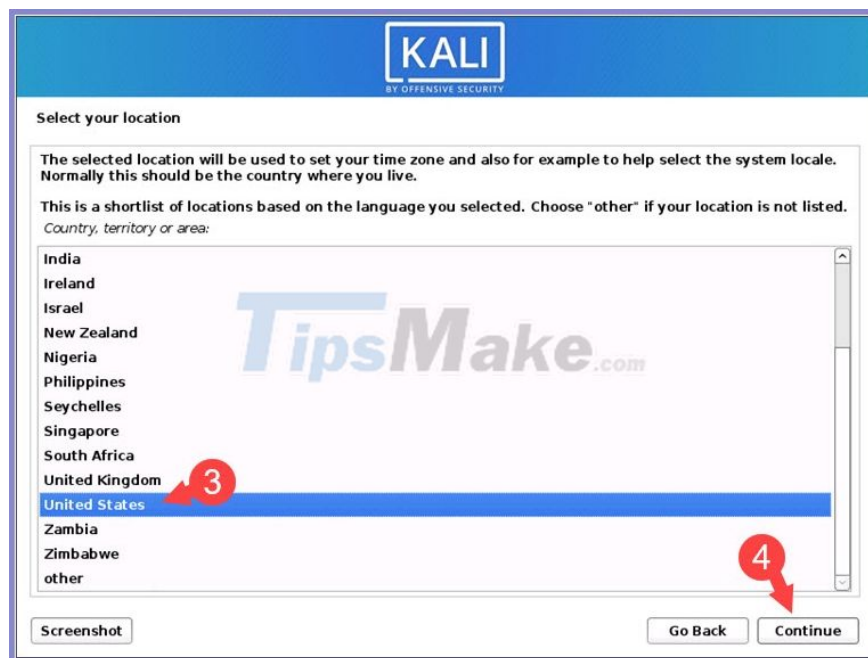 KALI
BY OFFENSIVE SECURITY
Select your location
The selected location will be used to set your time zone and also for example to help select the system locale.
Normally this should be the country where you live.
This is a shortlist of locations based on the language you selected. Choose "other" if your location is not listed.
Country, territory or area:
India
Ireland
Israel
New Zealand
Nigeria
Philippines
Seychelles
Singapore
South Africa
United Kingdom
3
United States
Zambia
Zimbabwe
other
TipsMake.com
4
Screenshot
Go Back
Continue